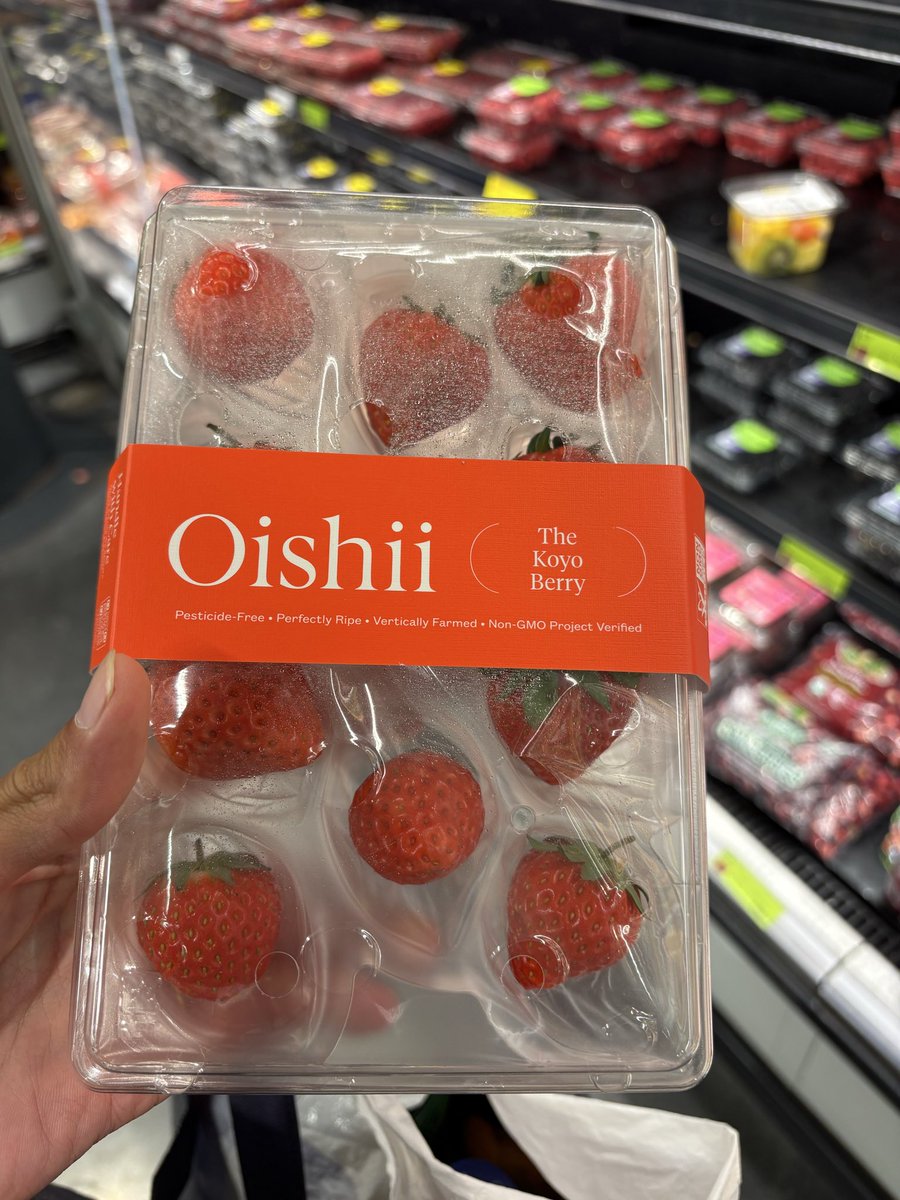 Oishii
The
Koyo
Berry
Pesticide-Free • Perfectly Ripe • Vertically Farmed • Non-GMO Project Verified